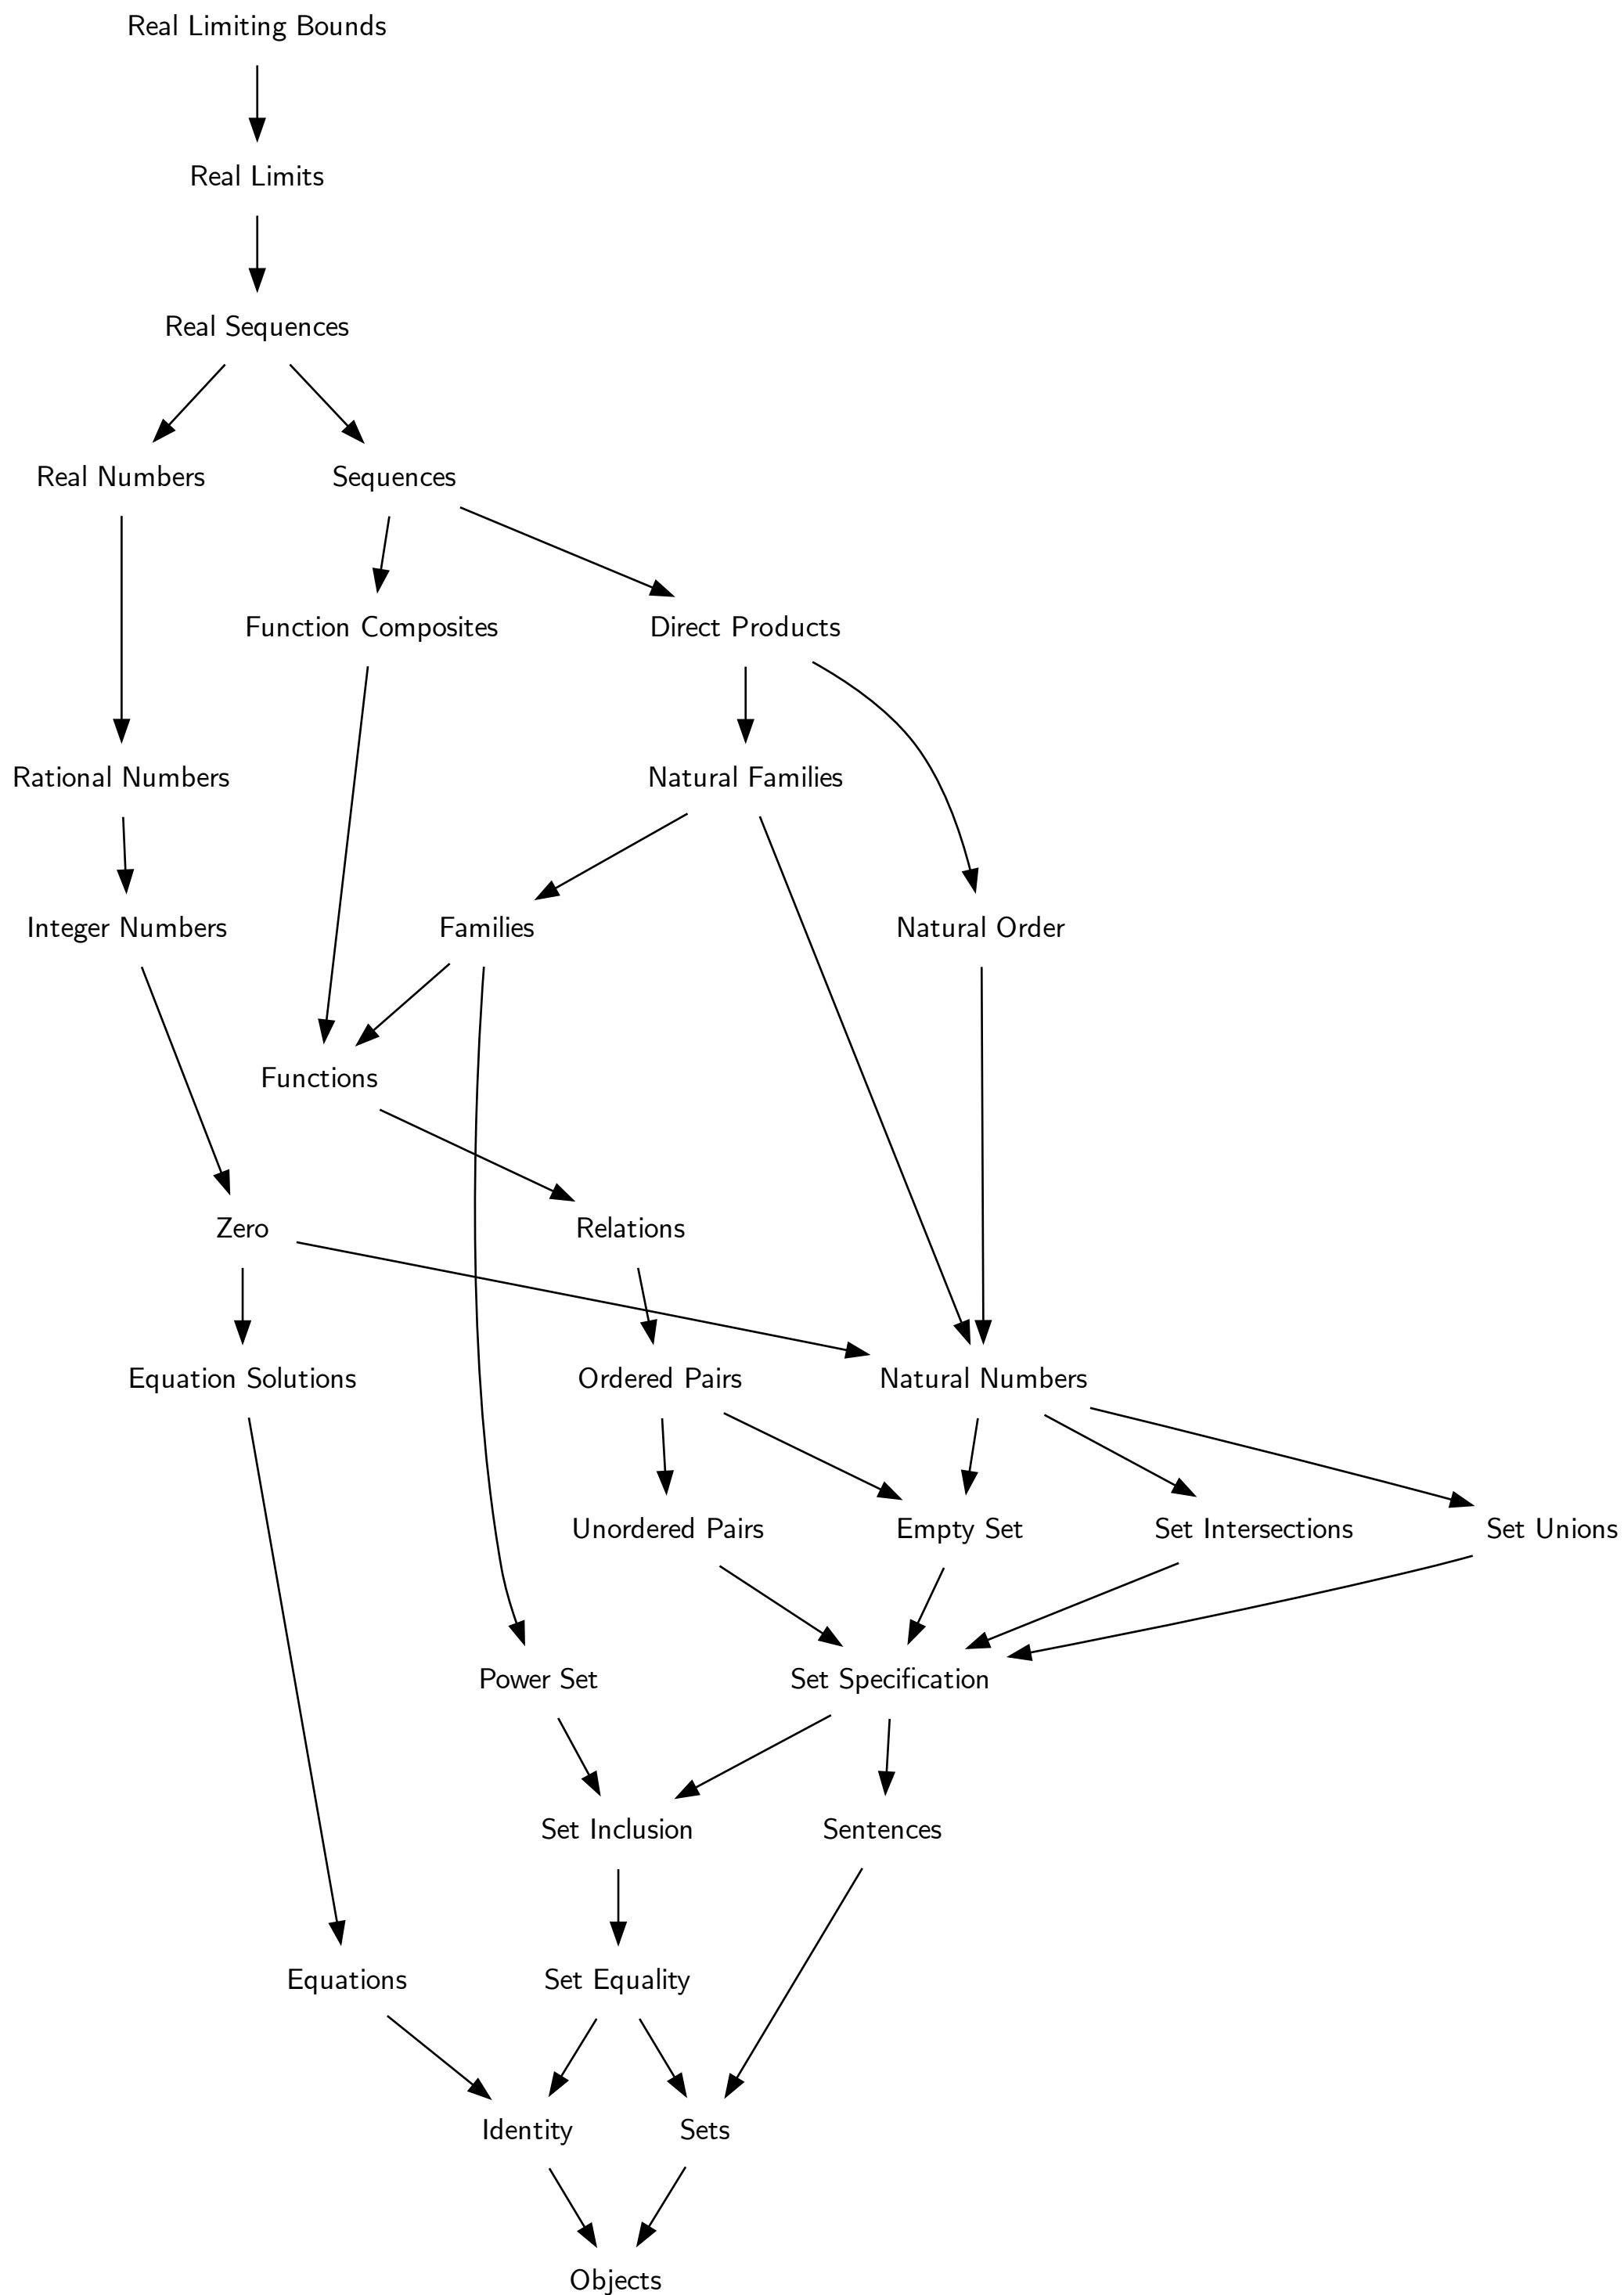 Real Limiting Bounds
Real Limits
Real Sequences
Real Numbers
Sequences
Function Composites
Direct Products
Rational Numbers
Natural Families
Integer Numbers
Families
Natural Order
Functions
Zero
Relations
Equation Solutions
Ordered Pairs
Natural Numbers
Unordered Pairs
Empty Set
Set Intersections
Set Unions
Power Set
Set Specification
Set Inclusion
Sentences
Equations
Set Equality
Identity
Sets
Objects